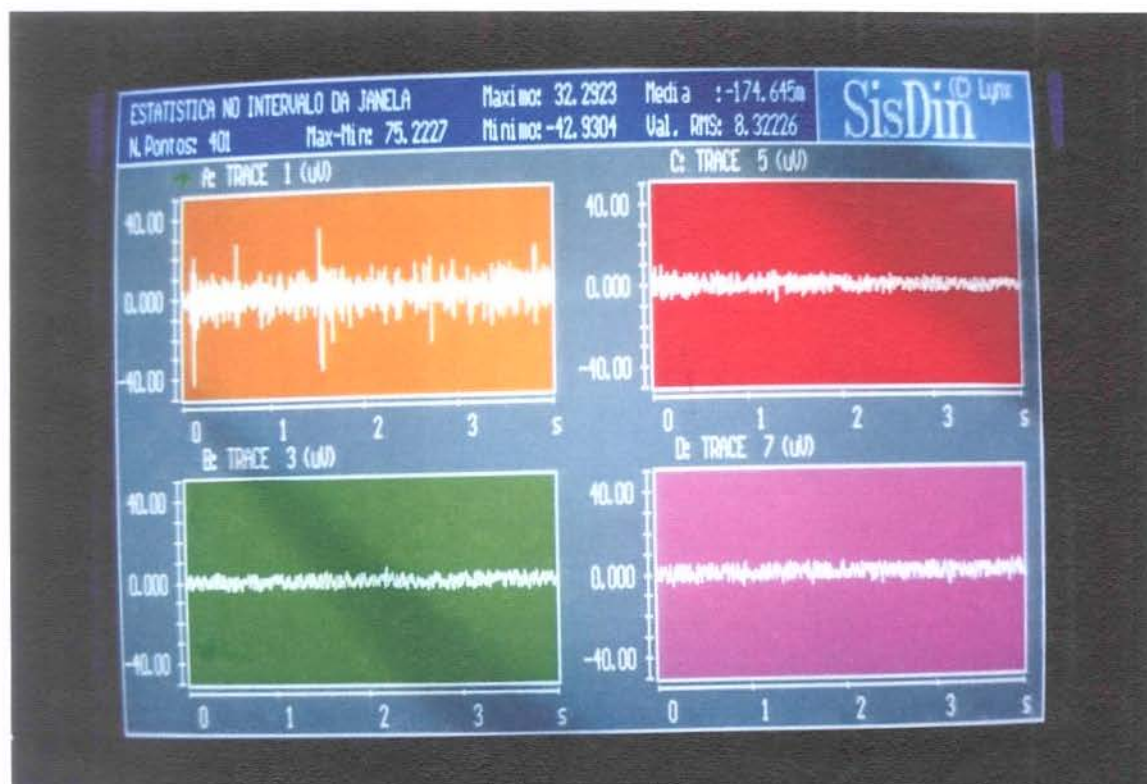 ESTATISTICA NO INTERVALO DA JANELA Maximo: 32.2923 Media :-174.645m
N.Pontos: 401 Max-Min: 75.2227 Minimo:-42.9304 Val. RMS: 8.32226
SisDin (C) Lynx
A: TRACE 1 (uV)
40.00
0.000
-40.00
0 1 2 3 s
C: TRACE 5 (uV)
40.00
0.000
-40.00
0 1 2 3 s
B: TRACE 3 (uV)
40.00
0.000
-40.00
0 1 2 3 s
D: TRACE 7 (uV)
40.00
0.000
-40.00
0 1 2 3 s